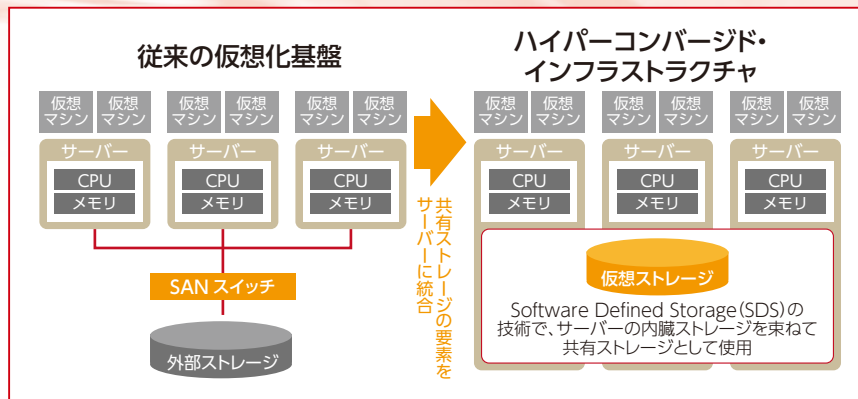 従来の仮想化基盤
仮想
マシン
仮想
マシン
仮想
マシン
仮想
マシン
仮想
マシン
仮想
マシン
サーバー
CPU
メモリ
サーバー
CPU
メモリ
サーバー
CPU
メモリ
SAN スイッチ
外部ストレージ
共有ストレージの要素を
サーバーに統合
ハイパーコンバージド・
インフラストラクチャ
仮想
マシン
仮想
マシン
仮想
マシン
仮想
マシン
仮想
マシン
仮想
マシン
サーバー
CPU
メモリ
サーバー
CPU
メモリ
サーバー
CPU
メモリ
仮想ストレージ
Software Defined Storage(SDS)の
技術で、サーバーの内臓ストレージを束ねて
共有ストレージとして使用